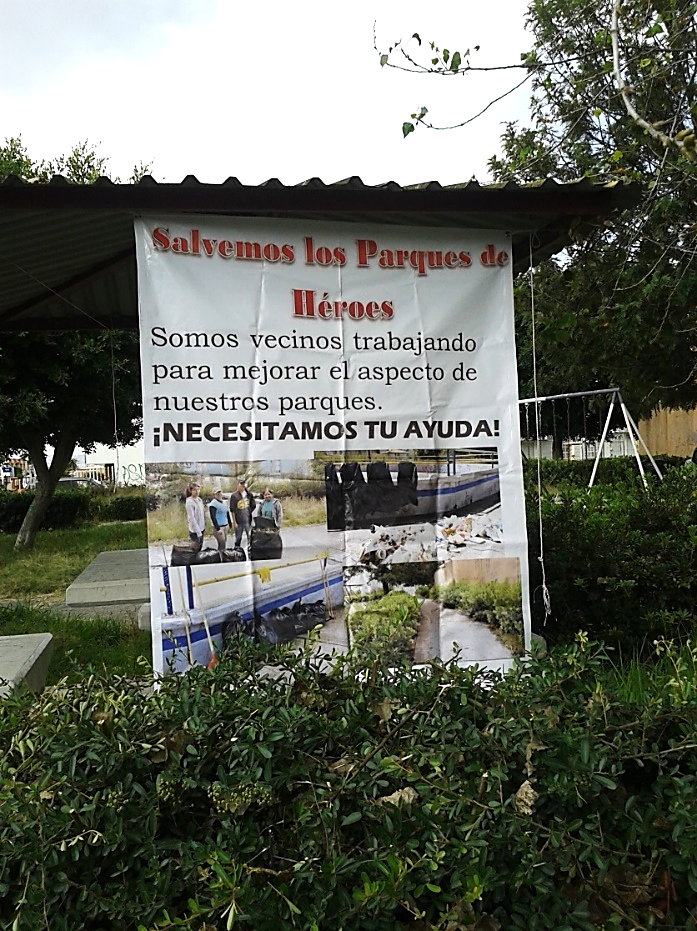 Salvemos los Parques de
Héroes
Somos vecinos trabajando
para mejorar el aspecto de
nuestros parques.
¡NECESITAMOS TU AYUDA!